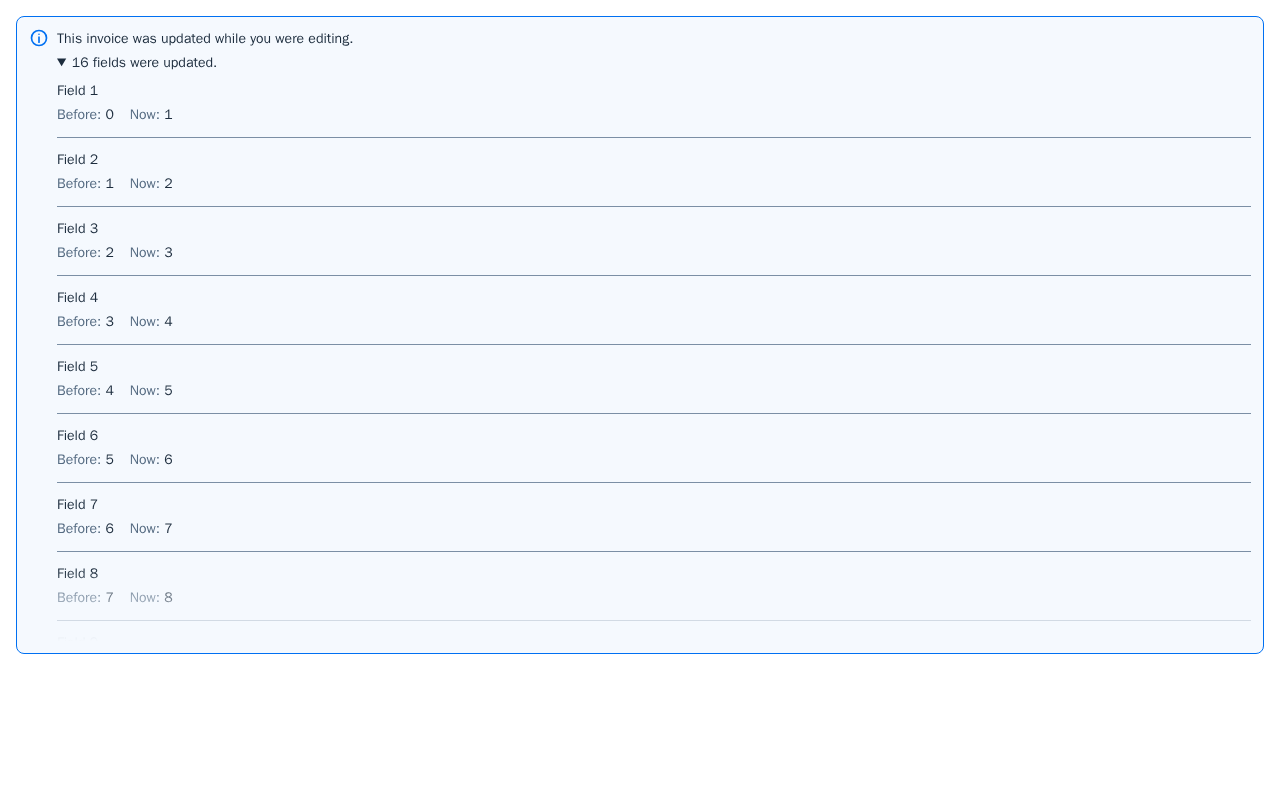 This invoice was updated while you were editing.
▼ 16 fields were updated.
Field 1
Before: 0 Now: 1
Field 2
Before: 1 Now: 2
Field 3
Before: 2 Now: 3
Field 4
Before: 3 Now: 4
Field 5
Before: 4 Now: 5
Field 6
Before: 5 Now: 6
Field 7
Before: 6 Now: 7
Field 8
Before: 7 Now: 8